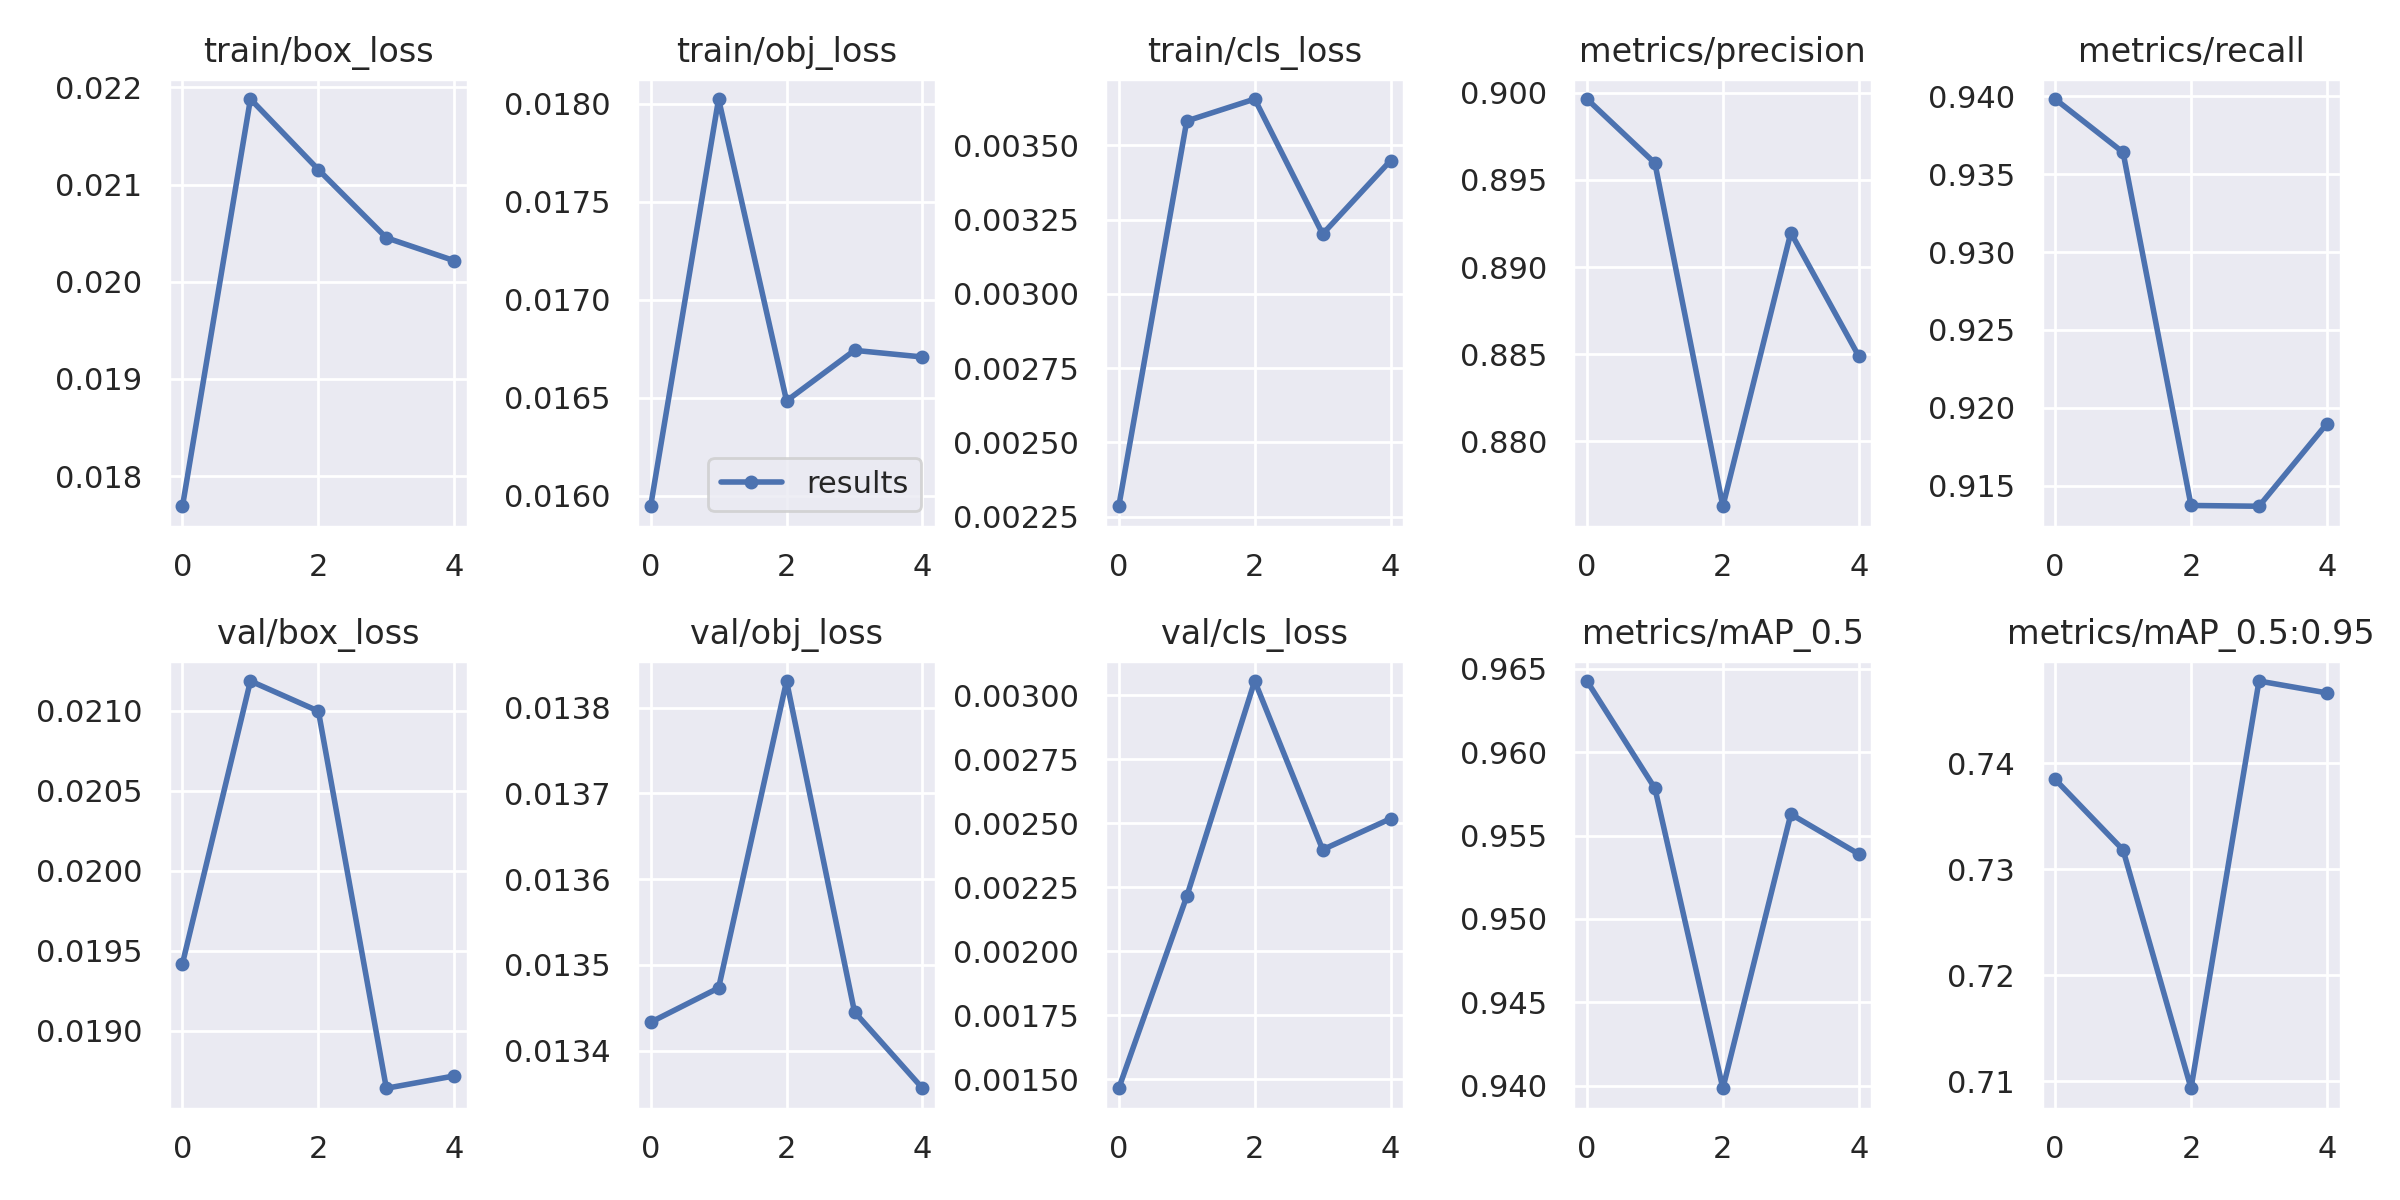 train/box_loss
0.022
0.021
0.020
0.019
0.018
0 2 4
train/obj_loss
0.0180
0.0175
0.0170
0.0165
0.0160
results
0 2 4
train/cls_loss
0.00350
0.00325
0.00300
0.00275
0.00250
0.00225
0 2 4
metrics/precision
0.900
0.895
0.890
0.885
0.880
0 2 4
metrics/recall
0.940
0.935
0.930
0.925
0.920
0.915
0 2 4
val/box_loss
0.0210
0.0205
0.0200
0.0195
0.0190
0 2 4
val/obj_loss
0.0138
0.0137
0.0136
0.0135
0.0134
0 2 4
val/cls_loss
0.00300
0.00275
0.00250
0.00225
0.00200
0.00175
0.00150
0 2 4
metrics/mAP_0.5
0.965
0.960
0.955
0.950
0.945
0.940
0 2 4
metrics/mAP_0.5:0.95
0.74
0.73
0.72
0.71
0 2 4